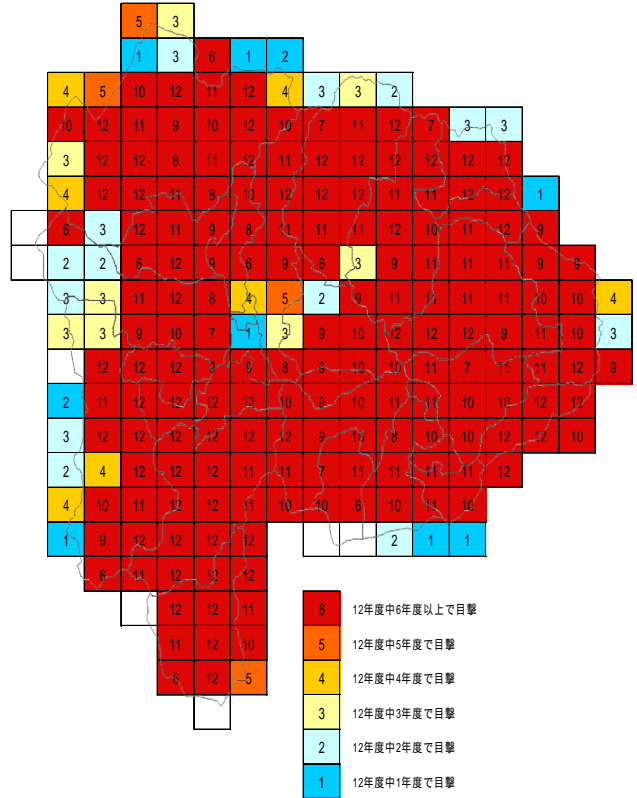 5 3
1 3 6 1 2
4 5 10 12 11 12 4 3 3 2
10 12 11 9 10 12 10 7 11 12 7 3 3
3 12 12 8 11 12 11 12 12 12 12 12 12
4 12 12 11 8 10 12 12 12 11 11 12 12 1
6 3 12 11 9 8 11 11 11 12 10 11 12 9
2 2 6 12 9 6 9 6 3 9 11 11 11 9 9
3 3 11 12 8 4 5 2 9 11 11 11 11 10 10 4
3 3 9 10 7 1 3 9 10 12 12 12 9 11 10 3
12 12 12 9 9 8 9 10 10 11 7 11 11 12 9
2 11 12 12 12 12 10 9 10 11 11 10 10 12 12
3 12 12 12 12 12 12 9 10 8 10 10 12 12 10
2 4 12 12 12 11 11 7 11 11 11 11 12
4 10 11 12 12 11 10 10 6 10 11 10
1 9 12 12 12 12 2 1 1
6 11 12 12 12
12 12 11
11 12 10
6 12 5
6 12年度中6年度以上で目撃
5 12年度中5年度で目撃
4 12年度中4年度で目撃
3 12年度中3年度で目撃
2 12年度中2年度で目撃
1 12年度中1年度で目撃